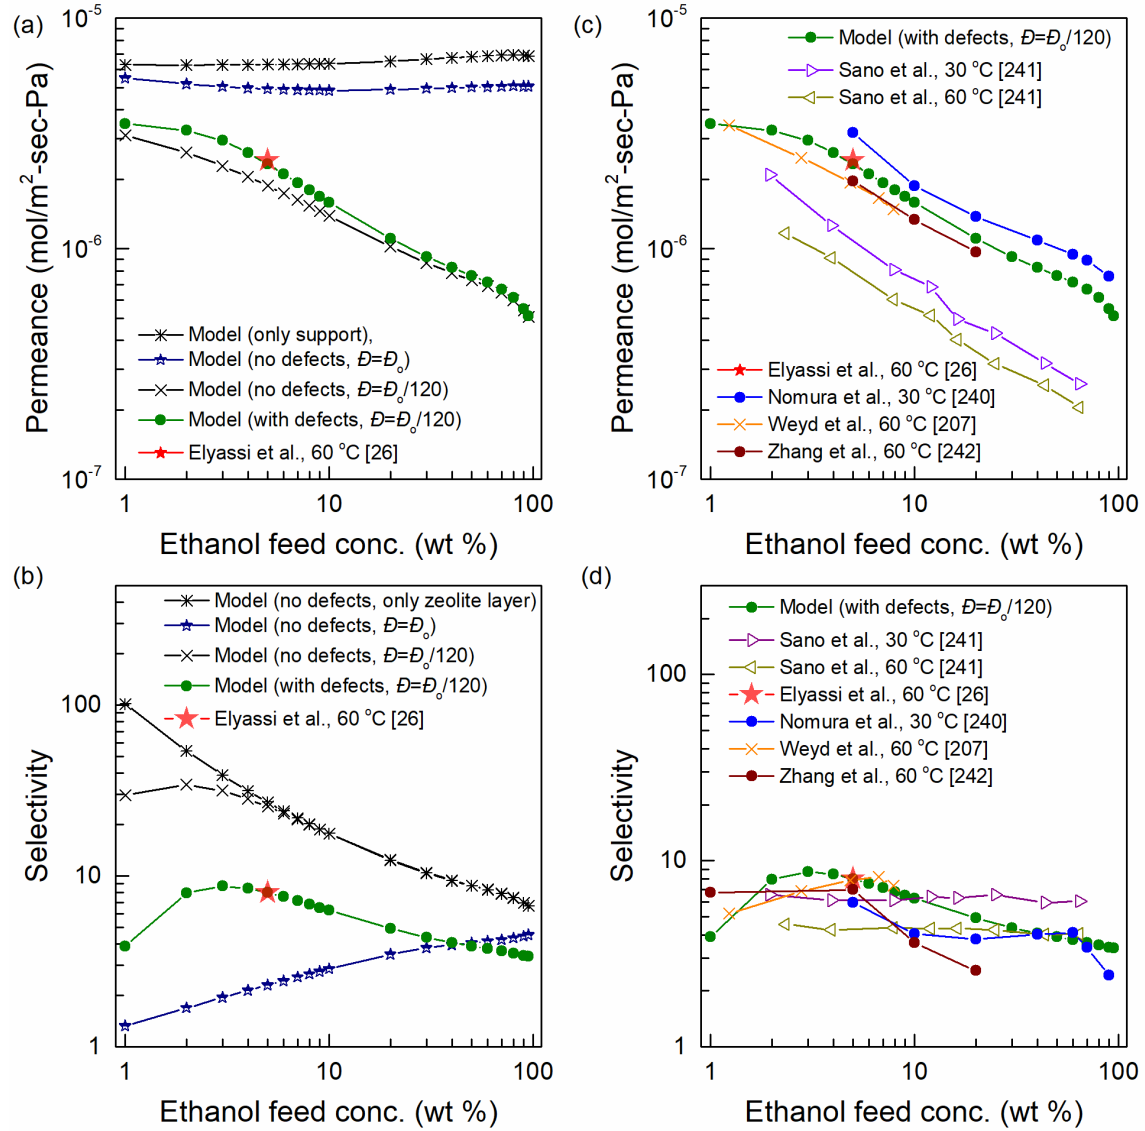 (a)
10⁻⁵
10⁻⁶
10⁻⁷
Permeance (mol/m²-sec-Pa)
Model (only support),
Model (no defects, Đ=Đₒ)
Model (no defects, Đ=Đₒ/120)
Model (with defects, Đ=Đₒ/120)
Elyassi et al., 60 °C [26]
1
10
100
Ethanol feed conc. (wt %)
(c)
10⁻⁵
10⁻⁶
10⁻⁷
Permeance (mol/m²-sec-Pa)
Model (with defects, Đ=Đₒ/120)
Sano et al., 30 °C [241]
Sano et al., 60 °C [241]
Elyassi et al., 60 °C [26]
Nomura et al., 30 °C [240]
Weyd et al., 60 °C [207]
Zhang et al., 60 °C [242]
1
10
100
Ethanol feed conc. (wt %)
(b)
100
10
1
Selectivity
Model (no defects, only zeolite layer)
Model (no defects, Đ=Đₒ)
Model (no defects, Đ=Đₒ/120)
Model (with defects, Đ=Đₒ/120)
Elyassi et al., 60 °C [26]
1
10
100
Ethanol feed conc. (wt %)
(d)
100
10
1
Selectivity
Model (with defects, Đ=Đₒ/120)
Sano et al., 30 °C [241]
Sano et al., 60 °C [241]
Elyassi et al., 60 °C [26]
Nomura et al., 30 °C [240]
Weyd et al., 60 °C [207]
Zhang et al., 60 °C [242]
1
10
100
Ethanol feed conc. (wt %)